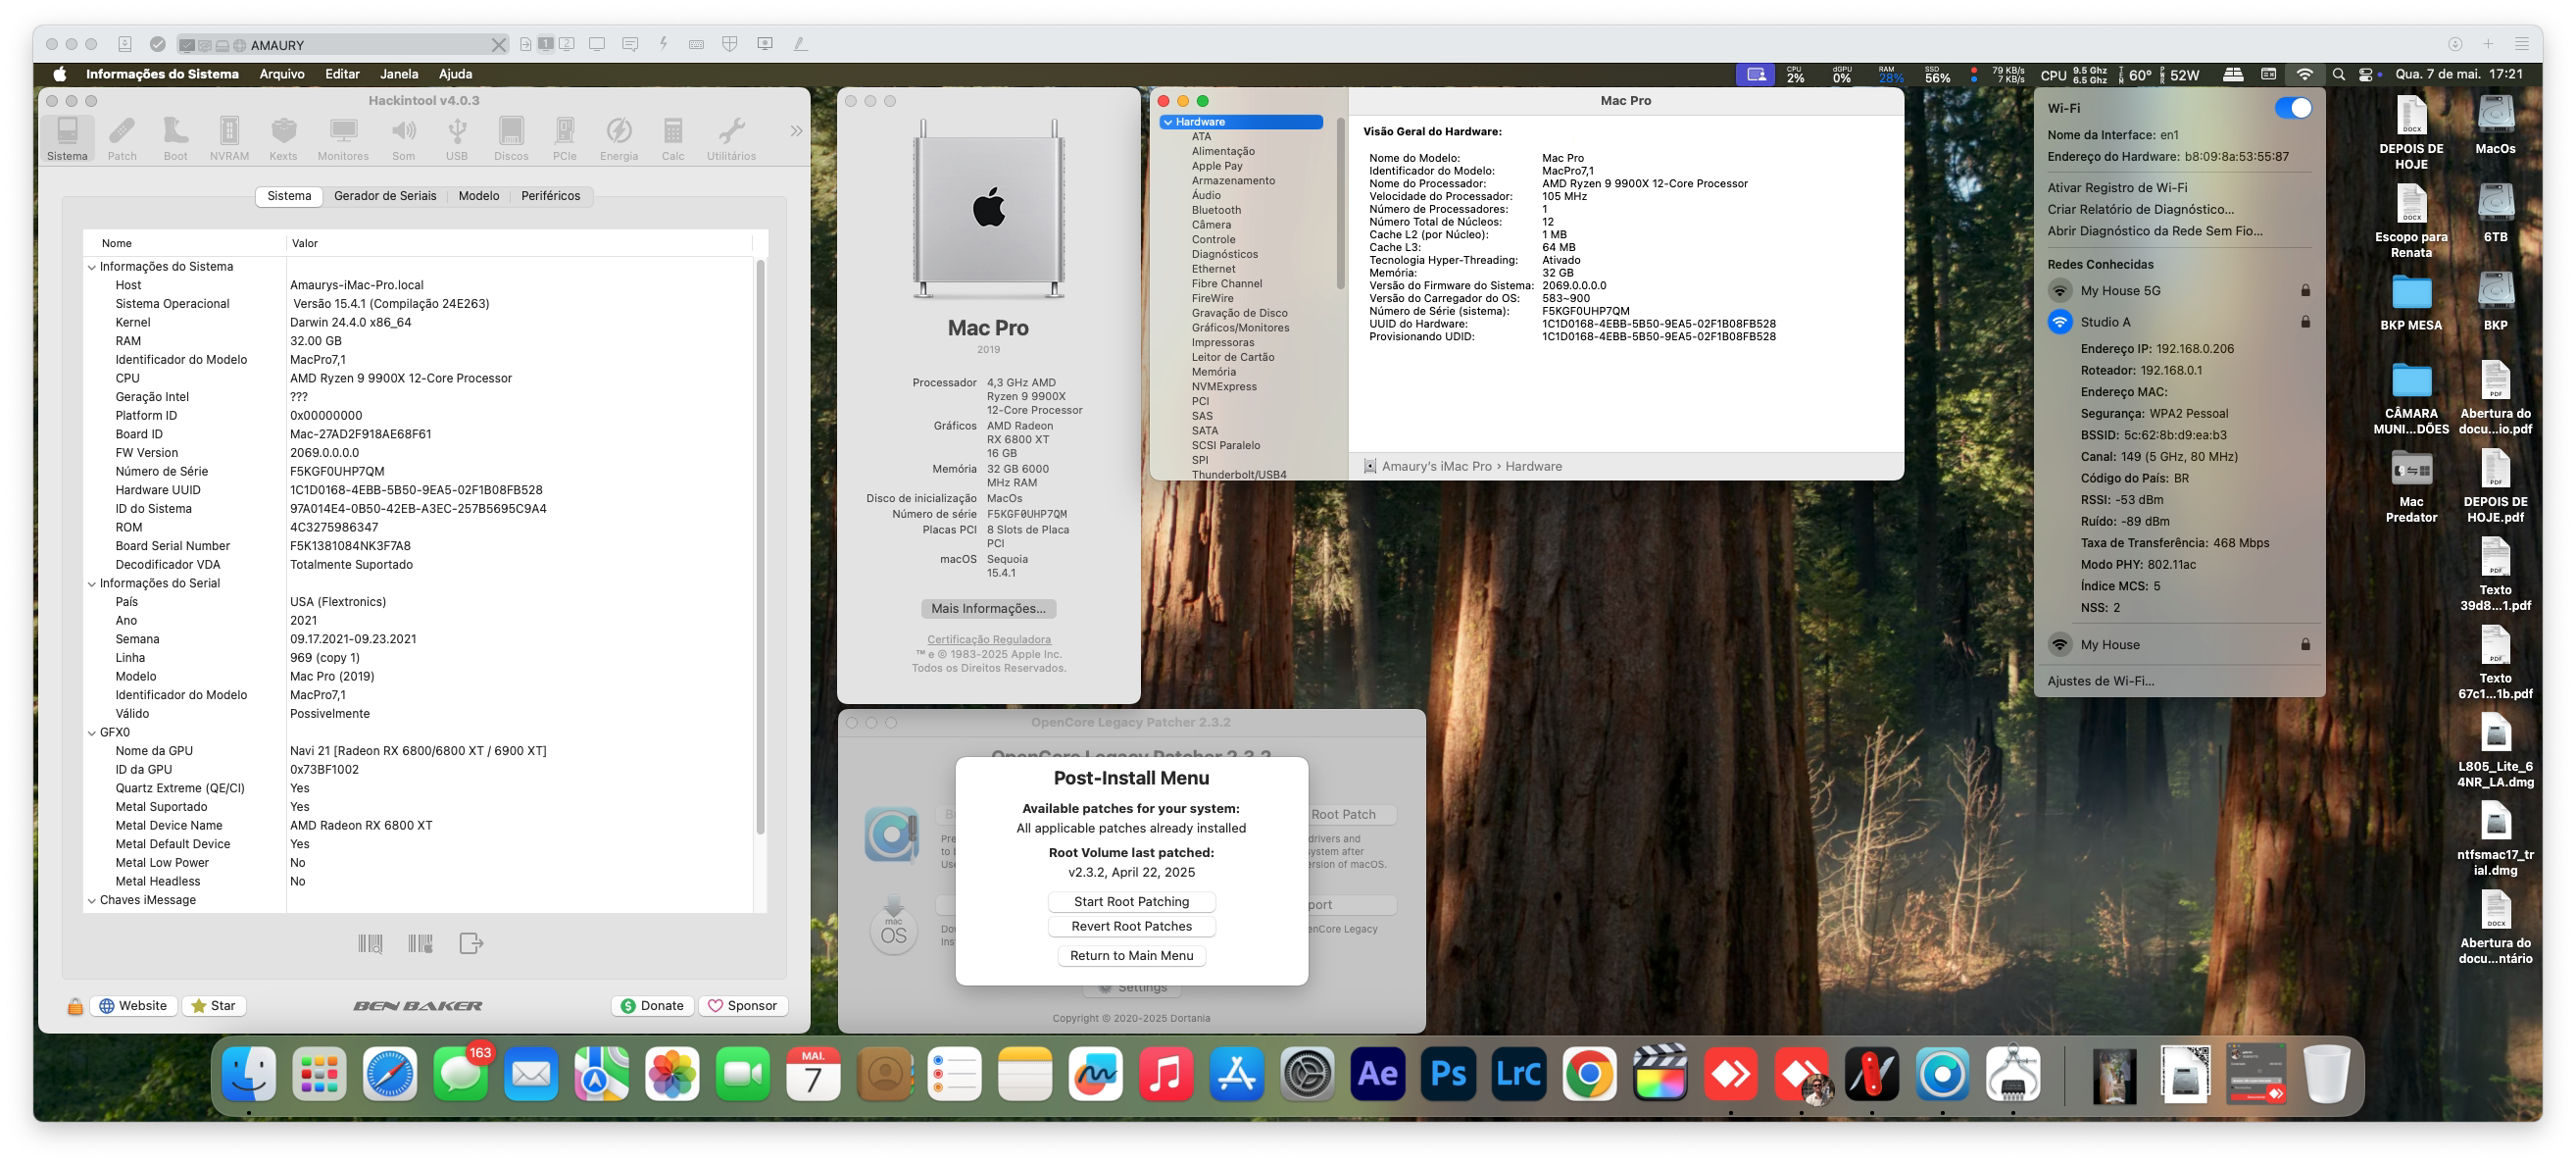 AMAURY
Informações do Sistema Arquivo Editar Janela Ajuda
CPU 2% dGPU 0% RAM 28% SSD 56% 79 KB/s 7 KB/s CPU 9.5 Ghz 6.5 Ghz TEM 60° PWR 52W Qua. 7 de mai. 17:21
Hackintool v4.0.3
Sistema Patch Boot NVRAM Kexts Monitores Som USB Discos PCIe Energia Calc Utilitários
Sistema Gerador de Seriais Modelo Periféricos
Nome Valor
Informações do Sistema
Host Amaurys-iMac-Pro.local
Sistema Operacional Versão 15.4.1 (Compilação 24E263)
Kernel Darwin 24.4.0 x86_64
RAM 32.00 GB
Identificador do Modelo MacPro7,1
CPU AMD Ryzen 9 9900X 12-Core Processor
Geração Intel ???
Platform ID 0x00000000
Board ID Mac-27AD2F918AE68F61
FW Version 2069.0.0.0.0
Número de Série F5KGF0UHP7QM
Hardware UUID 1C1D0168-4EBB-5B50-9EA5-02F1B08FB528
ID do Sistema 97A014E4-0B50-42EB-A3EC-257B5695C9A4
ROM 4C3275986347
Board Serial Number F5K1381084NK3F7A8
Decodificador VDA Totalmente Suportado
Informações do Serial
País USA (Flextronics)
Ano 2021
Semana 09.17.2021-09.23.2021
Linha 969 (copy 1)
Modelo Mac Pro (2019)
Identificador do Modelo MacPro7,1
Válido Possivelmente
GFX0
Nome da GPU Navi 21 [Radeon RX 6800/6800 XT / 6900 XT]
ID da GPU 0x73BF1002
Quartz Extreme (QE/CI) Yes
Metal Suportado Yes
Metal Device Name AMD Radeon RX 6800 XT
Metal Default Device Yes
Metal Low Power No
Metal Headless No
Chaves iMessage
Website Star BEN BAKER Donate Sponsor
Mac Pro
2019
Processador 4,3 GHz AMD
Ryzen 9 9900X
12-Core Processor
Gráficos AMD Radeon
RX 6800 XT
16 GB
Memória 32 GB 6000
MHz RAM
Disco de inicialização MacOs
Número de série F5KGF0UHP7QM
Placas PCI 8 Slots de Placa
PCI
macOS Sequoia
15.4.1
Mais Informações...
Certificação Reguladora
™ e © 1983-2025 Apple Inc.
Todos os Direitos Reservados.
Mac Pro
Hardware
ATA
Alimentação
Apple Pay
Armazenamento
Áudio
Bluetooth
Câmera
Controle
Diagnósticos
Ethernet
Fibre Channel
FireWire
Gravação de Disco
Gráficos/Monitores
Impressoras
Leitor de Cartão
Memória
NVMExpress
PCI
SAS
SATA
SCSI Paralelo
SPI
Thunderbolt/USB4
Visão Geral do Hardware:
Nome do Modelo: Mac Pro
Identificador do Modelo: MacPro7,1
Nome do Processador: AMD Ryzen 9 9900X 12-Core Processor
Velocidade do Processador: 105 MHz
Número de Processadores: 1
Número Total de Núcleos: 12
Cache L2 (por Núcleo): 1 MB
Cache L3: 64 MB
Tecnologia Hyper-Threading: Ativado
Memória: 32 GB
Versão do Firmware do Sistema: 2069.0.0.0.0
Versão do Carregador do OS: 583~900
Número de Série (sistema): F5KGF0UHP7QM
UUID do Hardware: 1C1D0168-4EBB-5B50-9EA5-02F1B08FB528
Provisionando UDID: 1C1D0168-4EBB-5B50-9EA5-02F1B08FB528
Amaury's iMac Pro › Hardware
OpenCore Legacy Patcher 2.3.2
OpenCore Legacy Patcher 2.3.2
Root Patch
drivers and
ystem after
ersion of macOS.
port
enCore Legacy
Post-Install Menu
Available patches for your system:
All applicable patches already installed
Root Volume last patched:
v2.3.2, April 22, 2025
Start Root Patching
Revert Root Patches
Return to Main Menu
Settings
Copyright © 2020-2025 Dortania
mac
OS
Wi-Fi
Nome da Interface: en1
Endereço do Hardware: b8:09:8a:53:55:87
Ativar Registro de Wi-Fi
Criar Relatório de Diagnóstico...
Abrir Diagnóstico da Rede Sem Fio...
Redes Conhecidas
My House 5G
Studio A
Endereço IP: 192.168.0.206
Roteador: 192.168.0.1
Endereço MAC:
Segurança: WPA2 Pessoal
BSSID: 5c:62:8b:d9:ea:b3
Canal: 149 (5 GHz, 80 MHz)
Código do País: BR
RSSI: -53 dBm
Ruído: -89 dBm
Taxa de Transferência: 468 Mbps
Modo PHY: 802.11ac
Índice MCS: 5
NSS: 2
My House
Ajustes de Wi-Fi...
DEPOIS DE
HOJE
MacOs
Escopo para
Renata
6TB
BKP MESA
BKP
CÂMARA
MUNI...DÕES
Abertura do
docu...io.pdf
Mac
Predator
DEPOIS DE
HOJE.pdf
Texto
39d8...1.pdf
Texto
67c1...1b.pdf
L805_Lite_6
4NR_LA.dmg
ntfsmac17_tr
ial.dmg
Abertura do
docu...ntário
163
MAI.
7
Ae Ps LrC